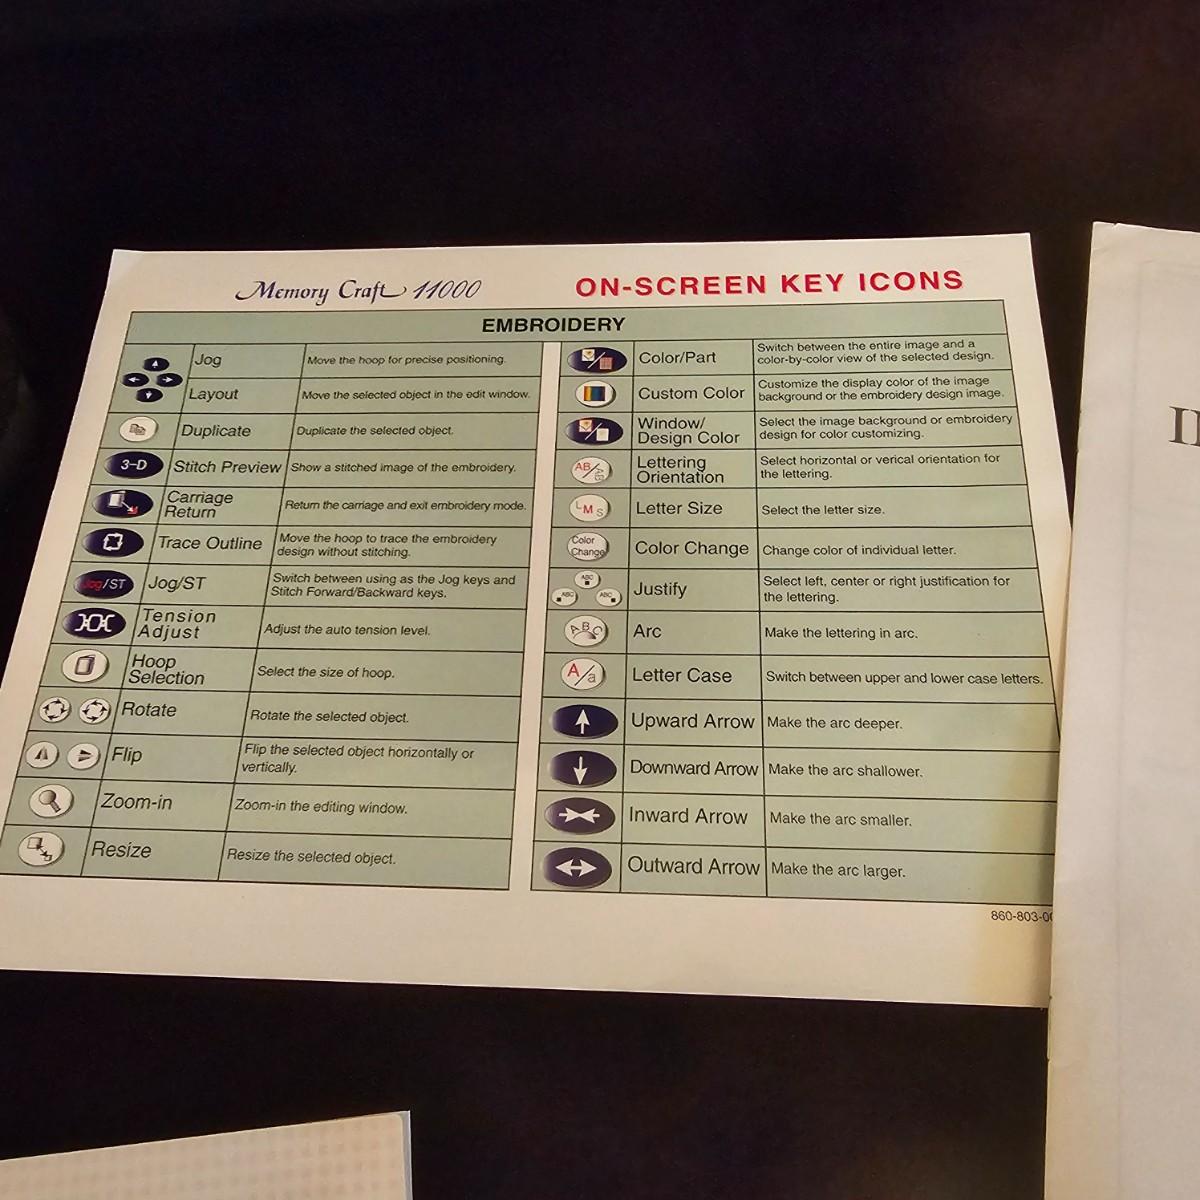 Memory Craft 11000
ON-SCREEN KEY ICONS
EMBROIDERY
Jog
Move the hoop for precise positioning.
Layout
Move the selected object in the edit window.
Duplicate
Duplicate the selected object.
3-D
Stitch Preview
Show a stitched image of the embroidery.
Carriage
Return
Return the carriage and exit embroidery mode.
Trace Outline
Move the hoop to trace the embroidery
design without stitching.
Jog/ST
Jog/ST
Switch between using as the Jog keys and
Stitch Forward/Backward keys.
Tension
Adjust
Adjust the auto tension level.
Hoop
Selection
Select the size of hoop.
Rotate
Rotate the selected object.
Flip
Flip the selected object horizontally or
vertically.
Zoom-in
Zoom-in the editing window.
Resize
Resize the selected object.
Color/Part
Switch between the entire image and a
color-by-color view of the selected design.
Custom Color
Customize the display color of the image
background or the embroidery design image.
Window/
Design Color
Select the image background or embroidery
design for color customizing.
AB/AB
Lettering
Orientation
Select horizontal or verical orientation for
the lettering.
L M S
Letter Size
Select the letter size.
Color
Change
Color Change
Change color of individual letter.
ABC
ABC
ABC
Justify
Select left, center or right justification for
the lettering.
ABC
Arc
Make the lettering in arc.
A/a
Letter Case
Switch between upper and lower case letters.
Upward Arrow
Make the arc deeper.
Downward Arrow
Make the arc shallower.
Inward Arrow
Make the arc smaller.
Outward Arrow
Make the arc larger.
860-803-0